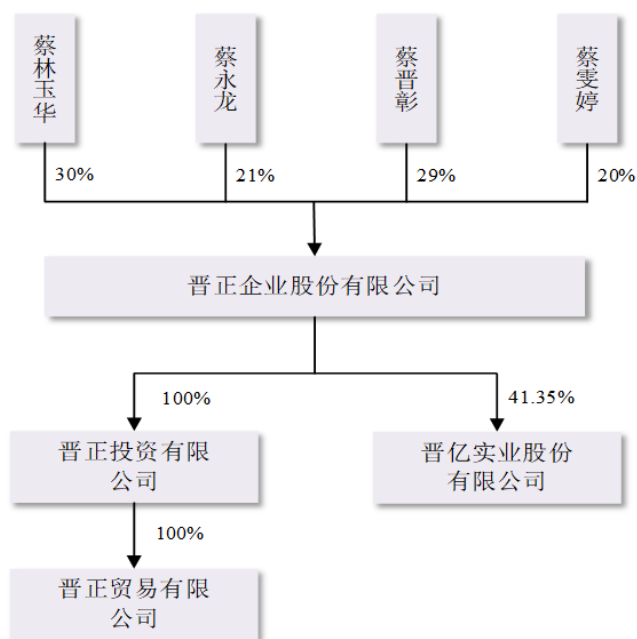 蔡林玉华
蔡永龙
蔡晋彰
蔡雯婷
30%
21%
29%
20%
晋正企业股份有限公司
100%
41.35%
晋正投资有限
公司
晋亿实业股份
有限公司
100%
晋正贸易有限
公司